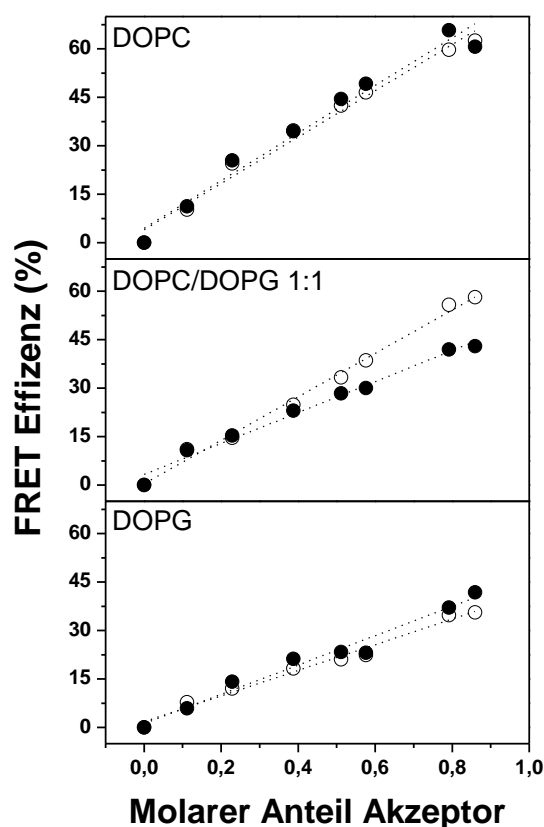 DOPC
60
45
30
15
0
DOPC/DOPG 1:1
60
45
30
15
0
DOPG
60
45
30
15
0
FRET Effizenz (%)
0,0 0,2 0,4 0,6 0,8 1,0
Molarer Anteil Akzeptor